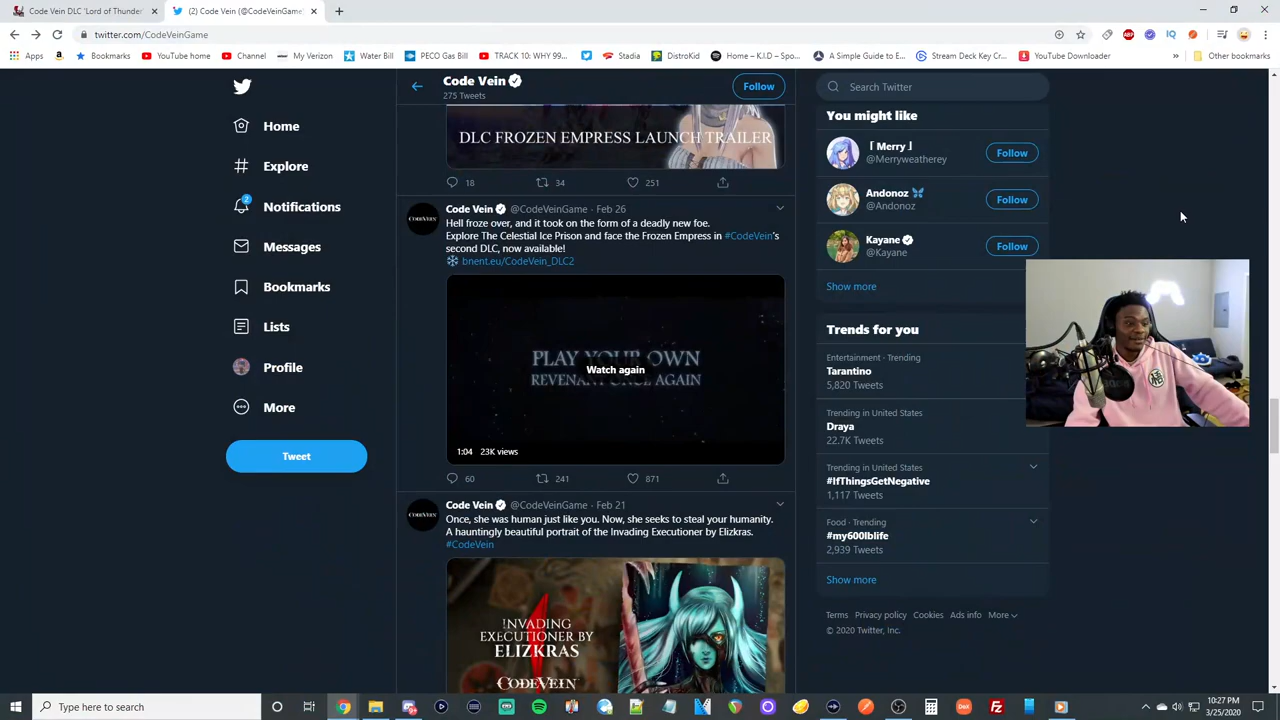 Code Vein DLC 'Lord of Thunder'
(2) Code Vein (@CodeVeinGame)
twitter.com/CodeVeinGame
Apps
Bookmarks
YouTube home
Channel
My Verizon
Water Bill
PECO Gas Bill
TRACK 10: WHY 99...
Stadia
DistroKid
Home – K.I.D – Spo...
A Simple Guide to E...
Stream Deck Key Cr...
YouTube Downloader
»
Other bookmarks
Home
Explore
2
Notifications
Messages
Bookmarks
Lists
Profile
More
Tweet
Code Vein
275 Tweets
Follow
DLC FROZEN EMPRESS LAUNCH TRAILER
18 34 251
Code Vein @CodeVeinGame · Feb 26
Hell froze over, and it took on the form of a deadly new foe.
Explore The Celestial Ice Prison and face the Frozen Empress in #CodeVein's
second DLC, now available!
bnent.eu/CodeVein_DLC2
PLAY YOUR OWN
Watch again
REVENANT ONCE AGAIN
1:04 23K views
60 241 871
Code Vein @CodeVeinGame · Feb 21
Once, she was human just like you. Now, she seeks to steal your humanity.
A hauntingly beautiful portrait of the Invading Executioner by Elizkras.
#CodeVein
INVADING
EXECUTIONER BY
ELIZKRAS
CODE VEIN
Search Twitter
You might like
「Merry」
@Merryweatherey
Follow
Andonoz
@Andonoz
Follow
Kayane
@Kayane
Follow
Show more
Trends for you
Entertainment · Trending
Tarantino
5,820 Tweets
Trending in United States
Draya
22.7K Tweets
Trending in United States
#IfThingsGetNegative
1,117 Tweets
Food · Trending
#my600lblife
2,939 Tweets
Show more
Terms Privacy policy Cookies Ads info More
© 2020 Twitter, Inc.
Type here to search
10:27 PM
3/25/2020